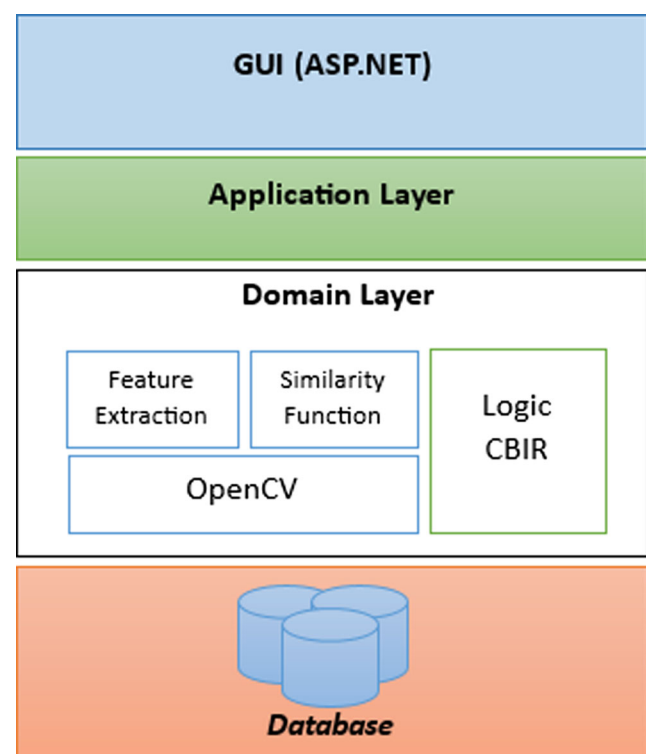 GUI (ASP.NET)
Application Layer
Domain Layer
Feature
Extraction
Similarity
Function
Logic
CBIR
OpenCV
Database